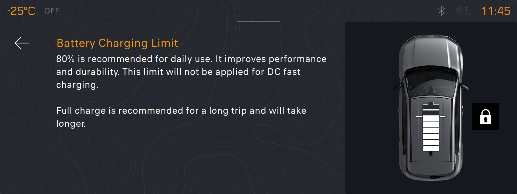 -25°C OFF 11:45
Battery Charging Limit
80% is recommended for daily use. It improves performance
and durability. This limit will not be applied for DC fast
charging.
Full charge is recommended for a long trip and will take
longer.